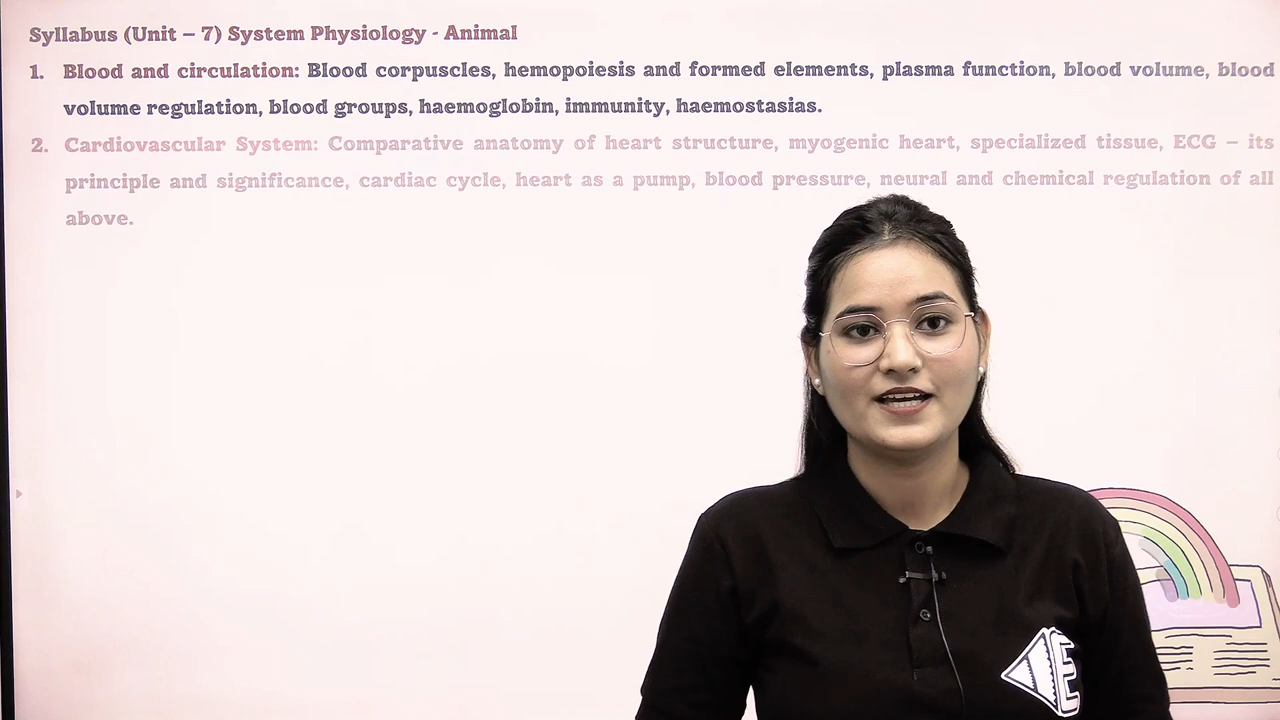 Syllabus (Unit – 7) System Physiology - Animal
1. Blood and circulation: Blood corpuscles, hemopoiesis and formed elements, plasma function, blood volume, blood
volume regulation, blood groups, haemoglobin, immunity, haemostasias.
2. Cardiovascular System: Comparative anatomy of heart structure, myogenic heart, specialized tissue, ECG – its
principle and significance, cardiac cycle, heart as a pump, blood pressure, neural and chemical regulation of all
above.
E